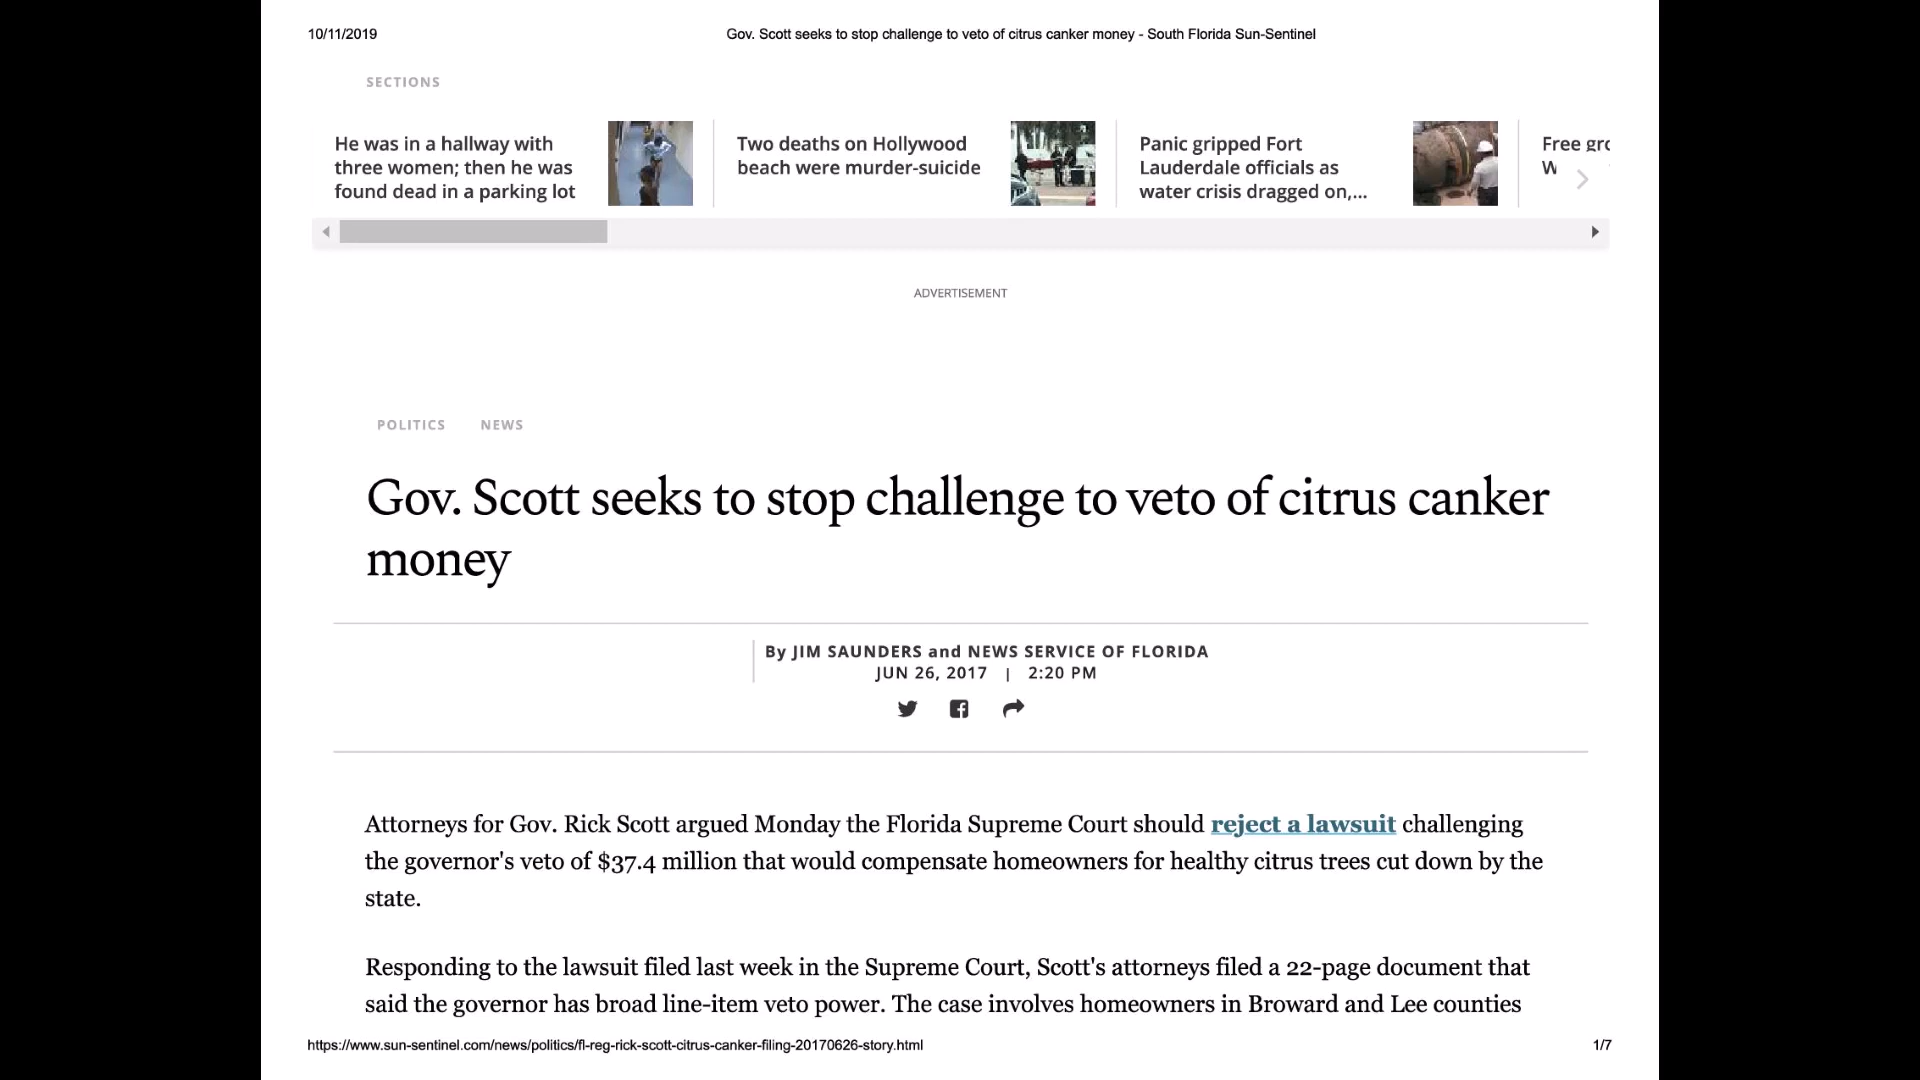 10/11/2019
Gov. Scott seeks to stop challenge to veto of citrus canker money - South Florida Sun-Sentinel
SECTIONS
He was in a hallway with
three women; then he was
found dead in a parking lot
Two deaths on Hollywood
beach were murder-suicide
Panic gripped Fort
Lauderdale officials as
water crisis dragged on,...
Free
ADVERTISEMENT
POLITICS NEWS
Gov. Scott seeks to stop challenge to veto of citrus canker
money
By JIM SAUNDERS and NEWS SERVICE OF FLORIDA
JUN 26, 2017 | 2:20 PM
Attorneys for Gov. Rick Scott argued Monday the Florida Supreme Court should reject a lawsuit challenging
the governor's veto of $37.4 million that would compensate homeowners for healthy citrus trees cut down by the
state.
Responding to the lawsuit filed last week in the Supreme Court, Scott's attorneys filed a 22-page document that
said the governor has broad line-item veto power. The case involves homeowners in Broward and Lee counties
https://www.sun-sentinel.com/news/politics/fl-reg-rick-scott-citrus-canker-filing-20170626-story.html
1/7